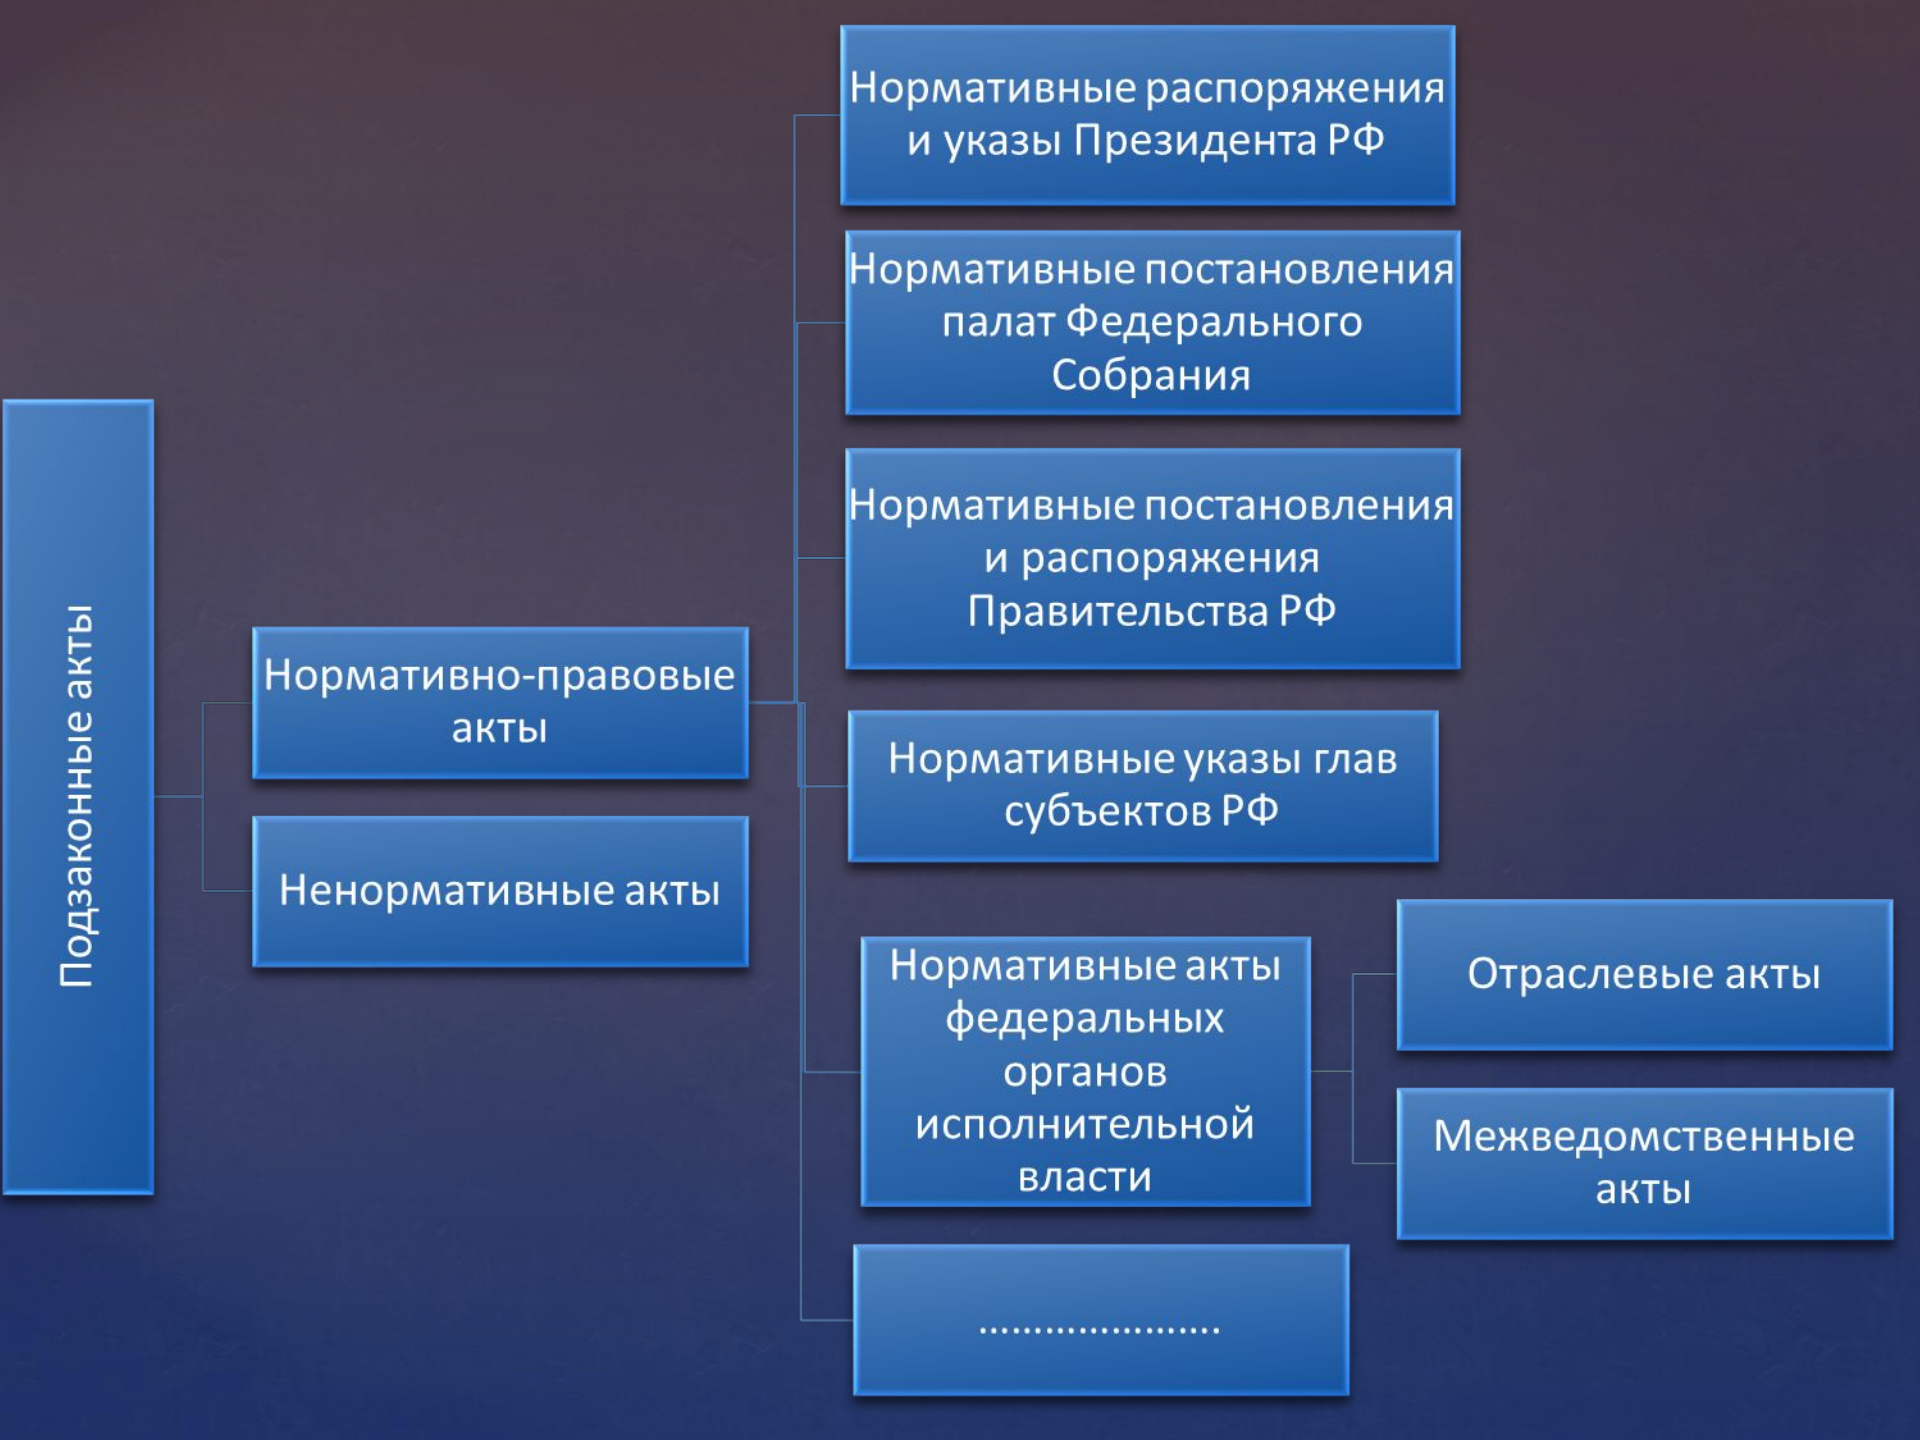 Подзаконные акты
Нормативно-правовые
акты
Ненормативные акты
Нормативные распоряжения
и указы Президента РФ
Нормативные постановления
палат Федерального
Собрания
Нормативные постановления
и распоряжения
Правительства РФ
Нормативные указы глав
субъектов РФ
Нормативные акты
федеральных
органов
исполнительной
власти
Отраслевые акты
Межведомственные
акты
………………….